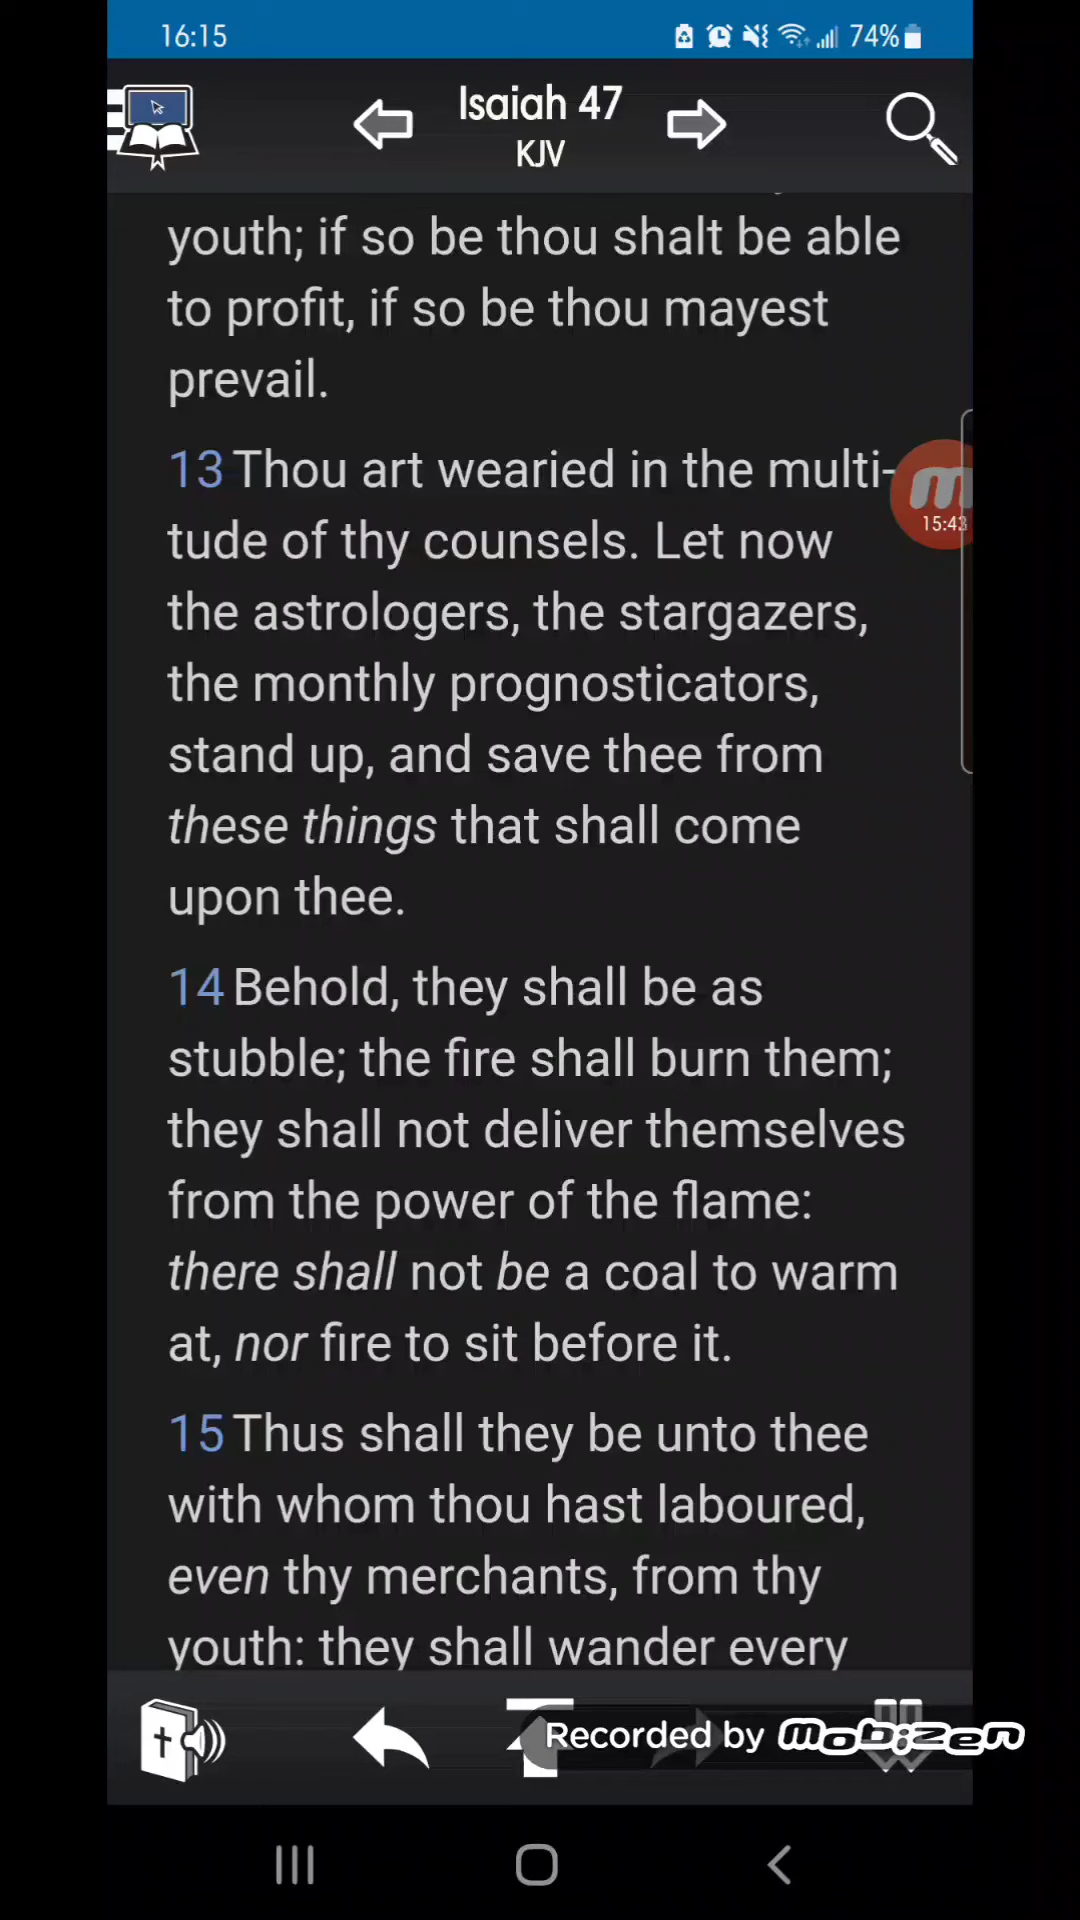 16:15
74%
Isaiah 47
KJV
youth; if so be thou shalt be able
to profit, if so be thou mayest
prevail.
13 Thou art wearied in the multi-
tude of thy counsels. Let now
the astrologers, the stargazers,
the monthly prognosticators,
stand up, and save thee from
these things that shall come
upon thee.
14 Behold, they shall be as
stubble; the fire shall burn them;
they shall not deliver themselves
from the power of the flame:
there shall not be a coal to warm
at, nor fire to sit before it.
15 Thus shall they be unto thee
with whom thou hast laboured,
even thy merchants, from thy
youth: they shall wander every
m
15:43
Recorded by Mobizen